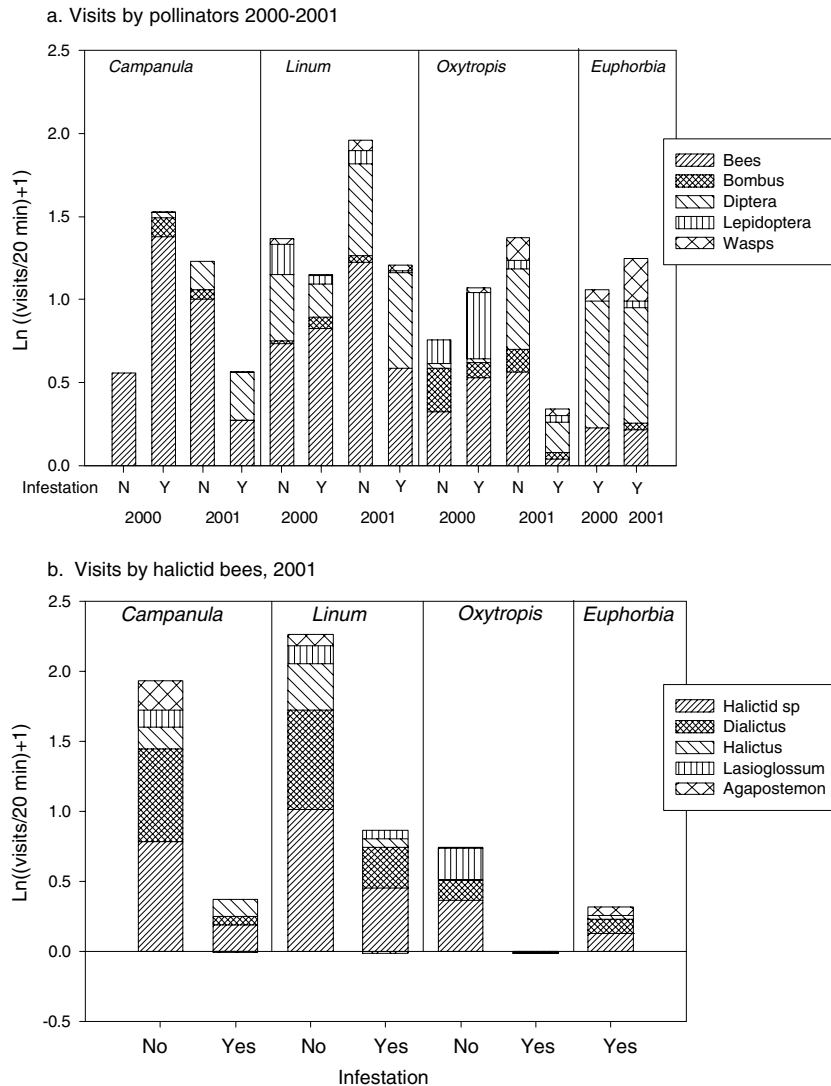 a. Visits by pollinators 2000-2001
Campanula Linum Oxytropis Euphorbia
Ln ((visits/20 min)+1)
2.5
2.0
1.5
1.0
0.5
0.0
Bees
Bombus
Diptera
Lepidoptera
Wasps
Infestation N Y N Y N Y N Y N Y N Y Y Y
2000 2001 2000 2001 2000 2001 2000 2001
b. Visits by halictid bees, 2001
Campanula Linum Oxytropis Euphorbia
Ln((visits/20 min)+1)
2.5
2.0
1.5
1.0
0.5
0.0
-0.5
Halictid sp
Dialictus
Halictus
Lasioglossum
Agapostemon
No Yes No Yes No Yes Yes
Infestation